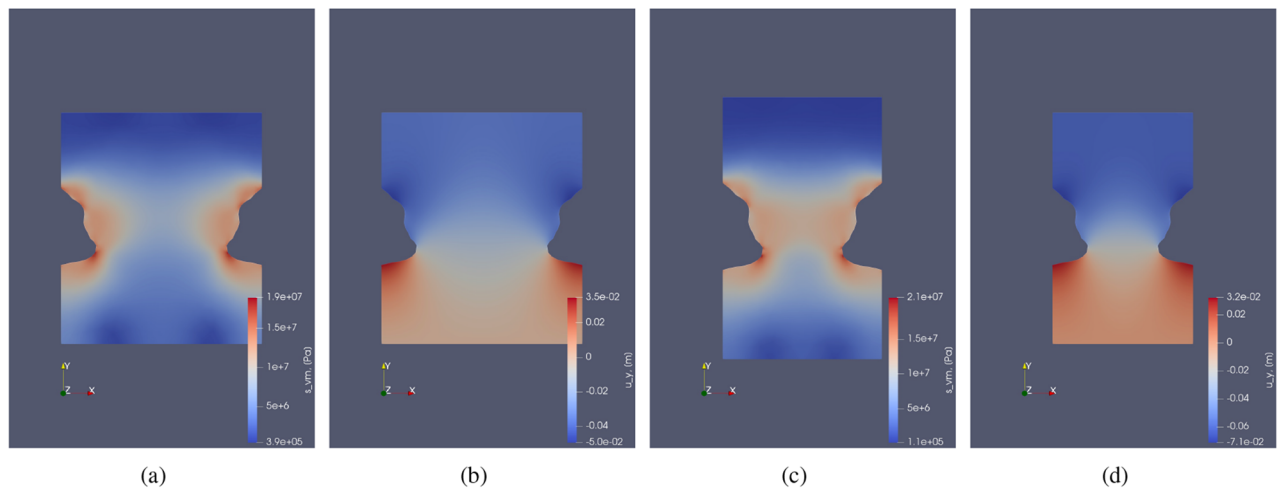 1.9e+07
1.5e+7
1e+7
5e+6
3.9e+05
s_vm, (Pa)
Y
Z
X
(a)
3.5e-02
0.02
0
-0.02
-0.04
-5.0e-02
u_y, (m)
Y
Z
X
(b)
2.1e+07
1.5e+7
1e+7
5e+6
1.1e+05
s_vm, (Pa)
Y
Z
X
(c)
3.2e-02
0.02
0
-0.02
-0.04
-0.06
-7.1e-02
u_y, (m)
Y
Z
X
(d)